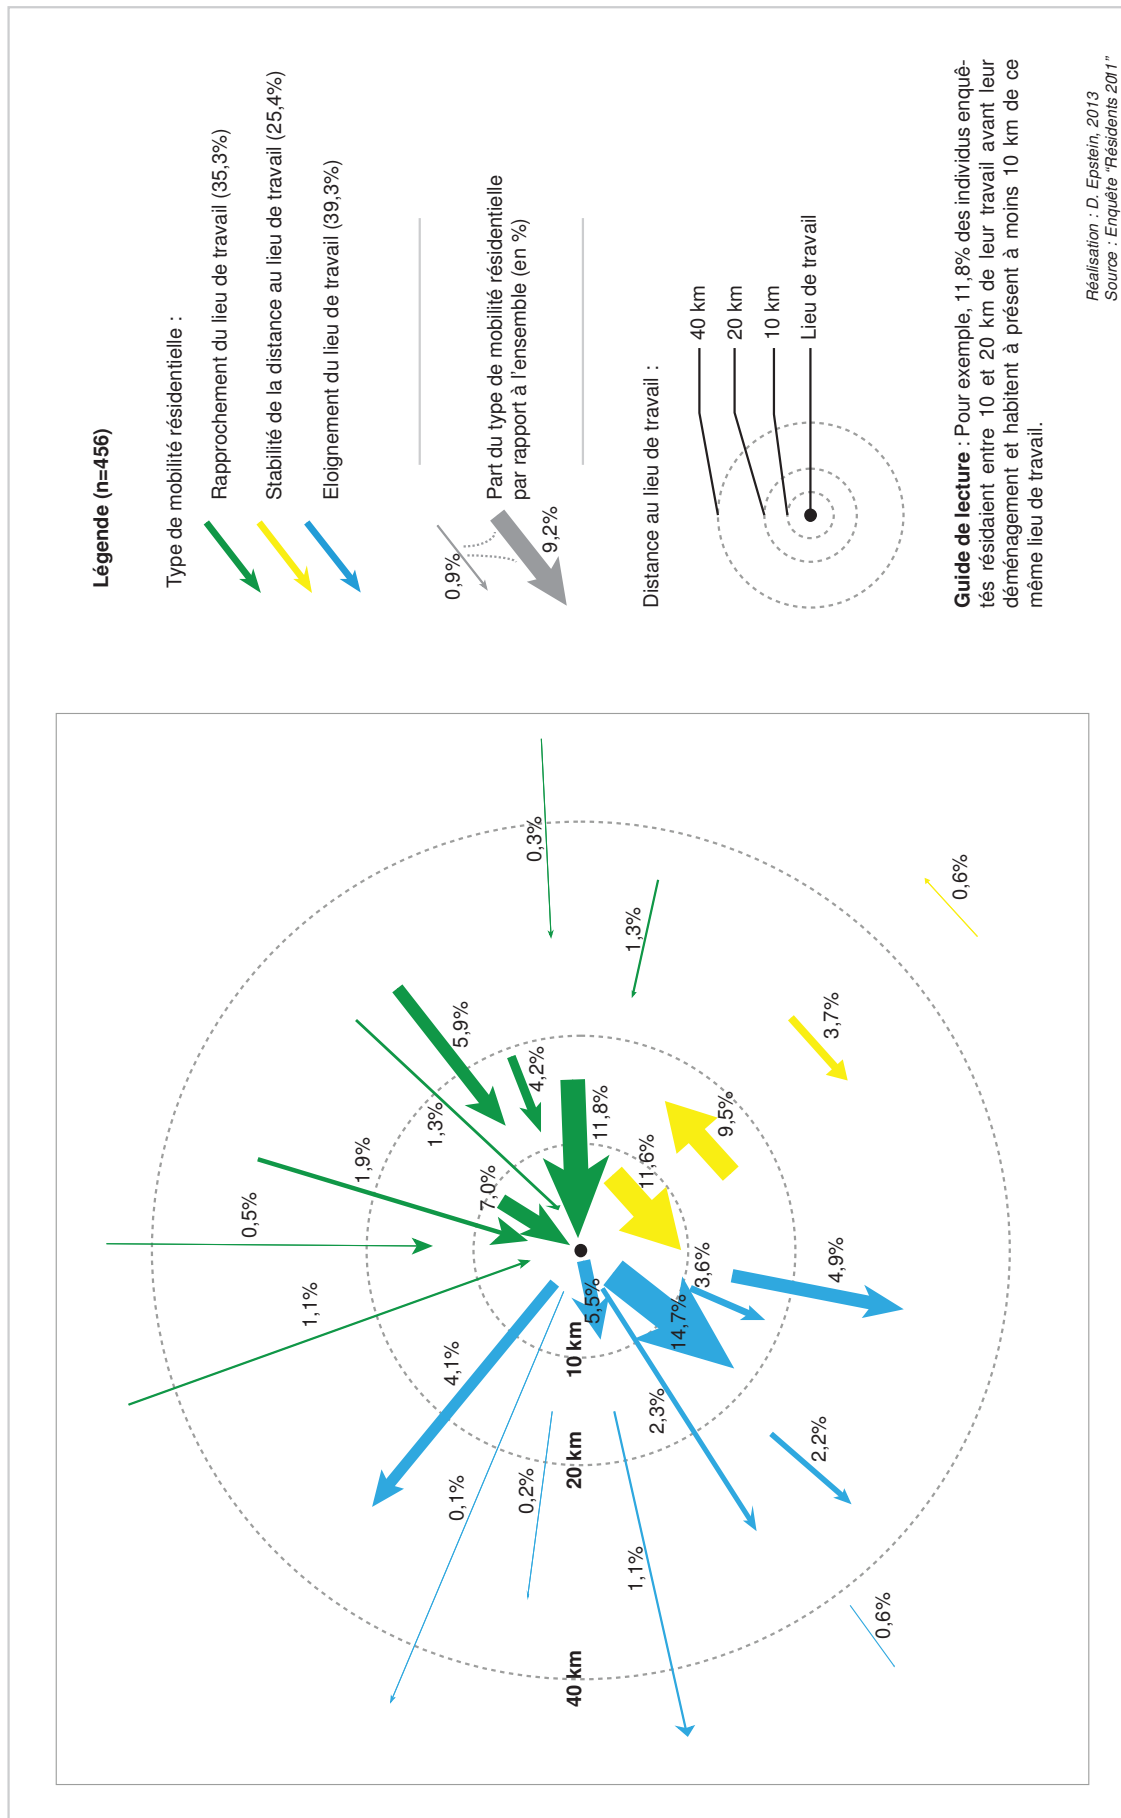 Légende (n=456)
Type de mobilité résidentielle :
Rapprochement du lieu de travail (35,3%)
Stabilité de la distance au lieu de travail (25,4%)
Eloignement du lieu de travail (39,3%)
0,9%
9,2%
Part du type de mobilité résidentielle
par rapport à l'ensemble (en %)
Distance au lieu de travail :
40 km
20 km
10 km
Lieu de travail
Guide de lecture : Pour exemple, 11,8% des individus enquê-
tés résidaient entre 10 et 20 km de leur travail avant leur
déménagement et habitent à présent à moins 10 km de ce
même lieu de travail.
Réalisation : D. Epstein, 2013
Source : Enquête "Résidents 2011"
0,3%
1,3%
0,6%
5,9%
4,2%
3,7%
1,3%
11,8%
9,5%
1,9%
7,0%
11,6%
0,5%
3,6%
4,9%
1,1%
5,5%
14,7%
4,1%
10 km
2,3%
2,2%
0,1%
0,2%
20 km
1,1%
0,6%
40 km